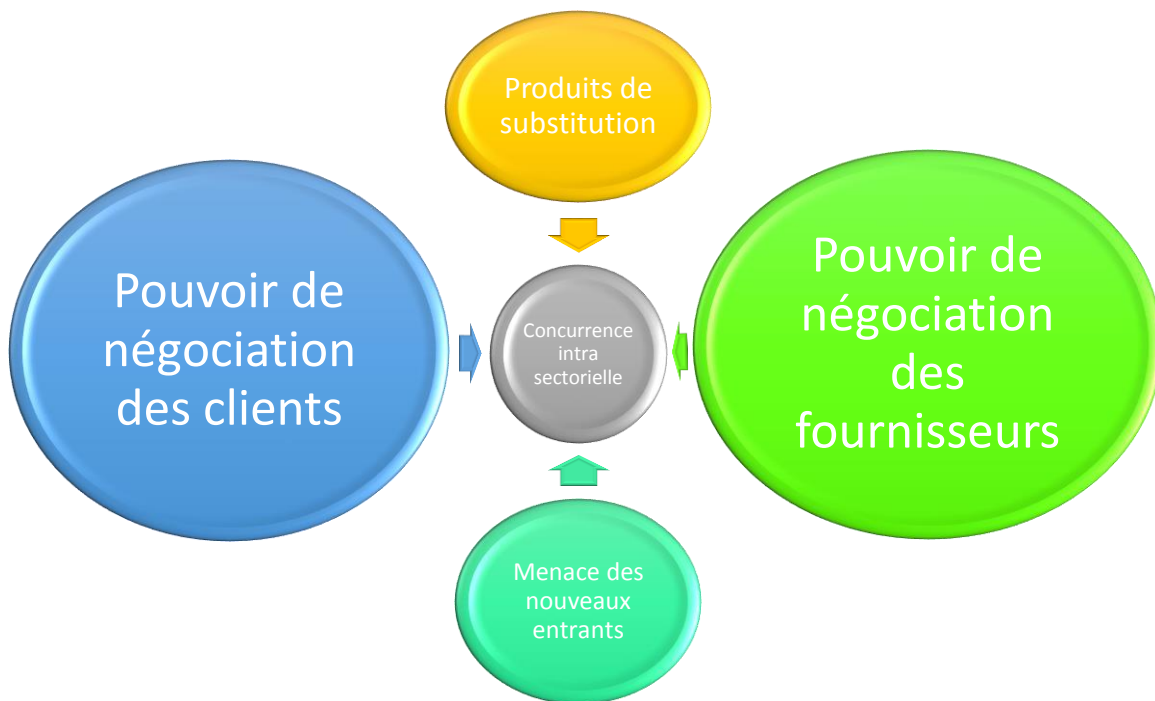 Produits de
substitution
Pouvoir de
négociation
des clients
Concurrence
intra
sectorielle
Pouvoir de
négociation
des
fournisseurs
Menace des
nouveaux
entrants